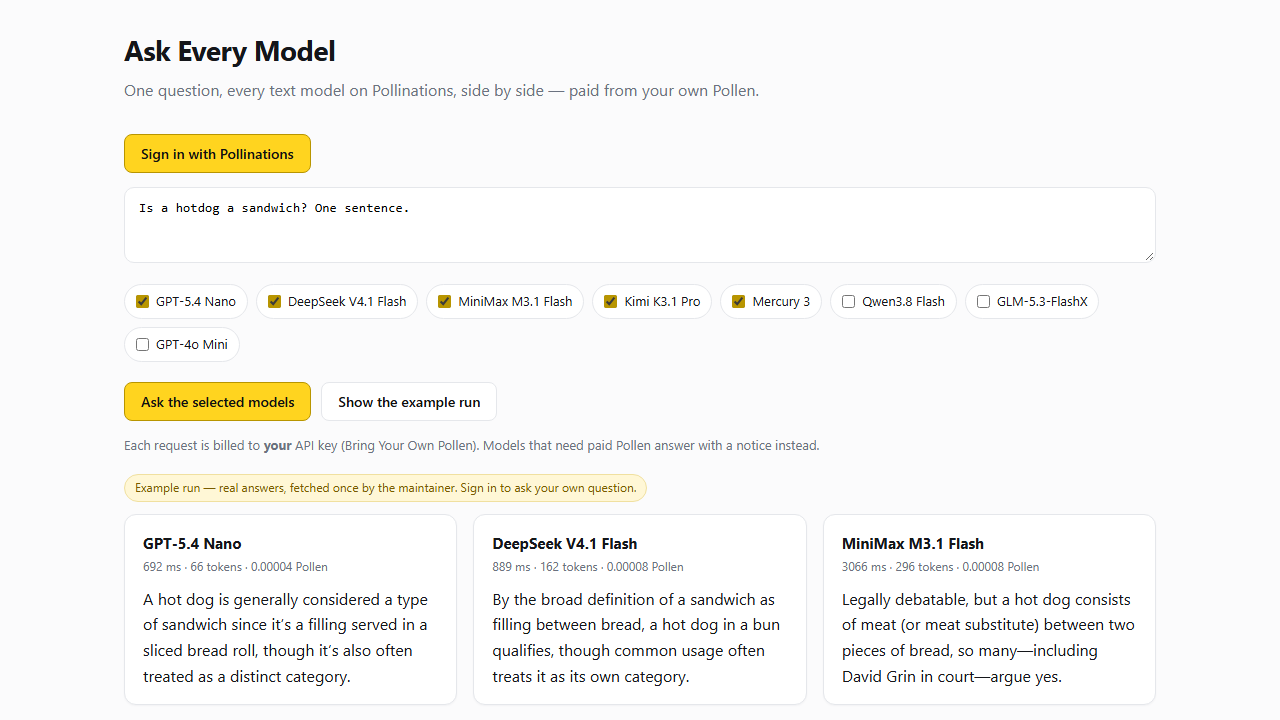 Ask Every Model
One question, every text model on Pollinations, side by side — paid from your own Pollen.
Sign in with Pollinations
Is a hotdog a sandwich? One sentence.
GPT-5.4 Nano
DeepSeek V4.1 Flash
MiniMax M3.1 Flash
Kimi K3.1 Pro
Mercury 3
Qwen3.8 Flash
GLM-5.3-FlashX
GPT-4o Mini
Ask the selected models
Show the example run
Each request is billed to your API key (Bring Your Own Pollen). Models that need paid Pollen answer with a notice instead.
Example run — real answers, fetched once by the maintainer. Sign in to ask your own question.
GPT-5.4 Nano
692 ms · 66 tokens · 0.00004 Pollen
A hot dog is generally considered a type
of sandwich since it’s a filling served in a
sliced bread roll, though it’s also often
treated as a distinct category.
DeepSeek V4.1 Flash
889 ms · 162 tokens · 0.00008 Pollen
By the broad definition of a sandwich as
filling between bread, a hot dog in a bun
qualifies, though common usage often
treats it as its own category.
MiniMax M3.1 Flash
3066 ms · 296 tokens · 0.00008 Pollen
Legally debatable, but a hot dog consists
of meat (or meat substitute) between two
pieces of bread, so many—including
David Grin in court—argue yes.